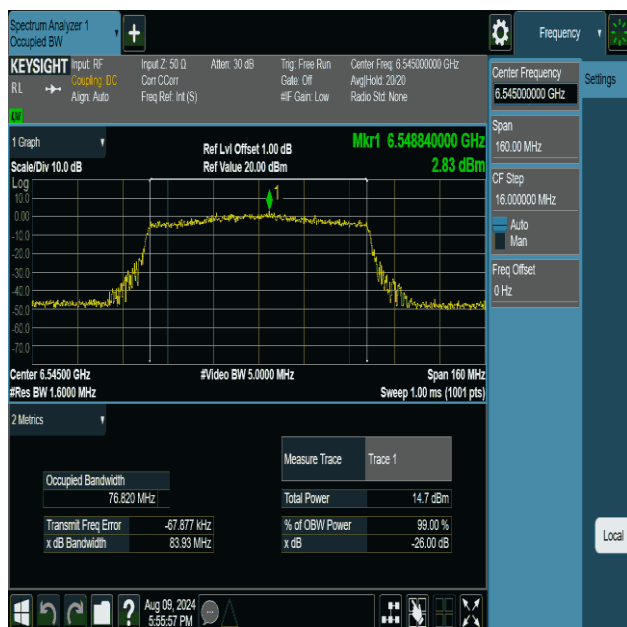 Spectrum Analyzer 1
Occupied BW
+
Frequency
KEYSIGHT
RL
Input: RF
Coupling: DC
Align: Auto
Input Z: 50 Ω
Corr CCorr
Freq Ref: Int (S)
Atten: 30 dB
Trig: Free Run
Gate: Off
#IF Gain: Low
Center Freq: 6.545000000 GHz
Avg|Hold: 20/20
Radio Std: None
Center Frequency
6.545000000 GHz
Settings
Span
160.00 MHz
CF Step
16.000000 MHz
Auto
Man
Freq Offset
0 Hz
1 Graph
Scale/Div 10.0 dB
Ref Lvl Offset 1.00 dB
Ref Value 20.00 dBm
Mkr1 6.548840000 GHz
2.83 dBm
Log
10.0
0.00
-10.0
-20.0
-30.0
-40.0
-50.0
-60.0
-70.0
1
Center 6.54500 GHz
#Res BW 1.6000 MHz
#Video BW 5.0000 MHz
Span 160 MHz
Sweep 1.00 ms (1001 pts)
2 Metrics
Measure Trace Trace 1
Occupied Bandwidth
76.820 MHz
Total Power 14.7 dBm
Transmit Freq Error -67.877 kHz
% of OBW Power 99.00 %
x dB Bandwidth 83.93 MHz
x dB -26.00 dB
Local
?
Aug 09, 2024
5:55:57 PM